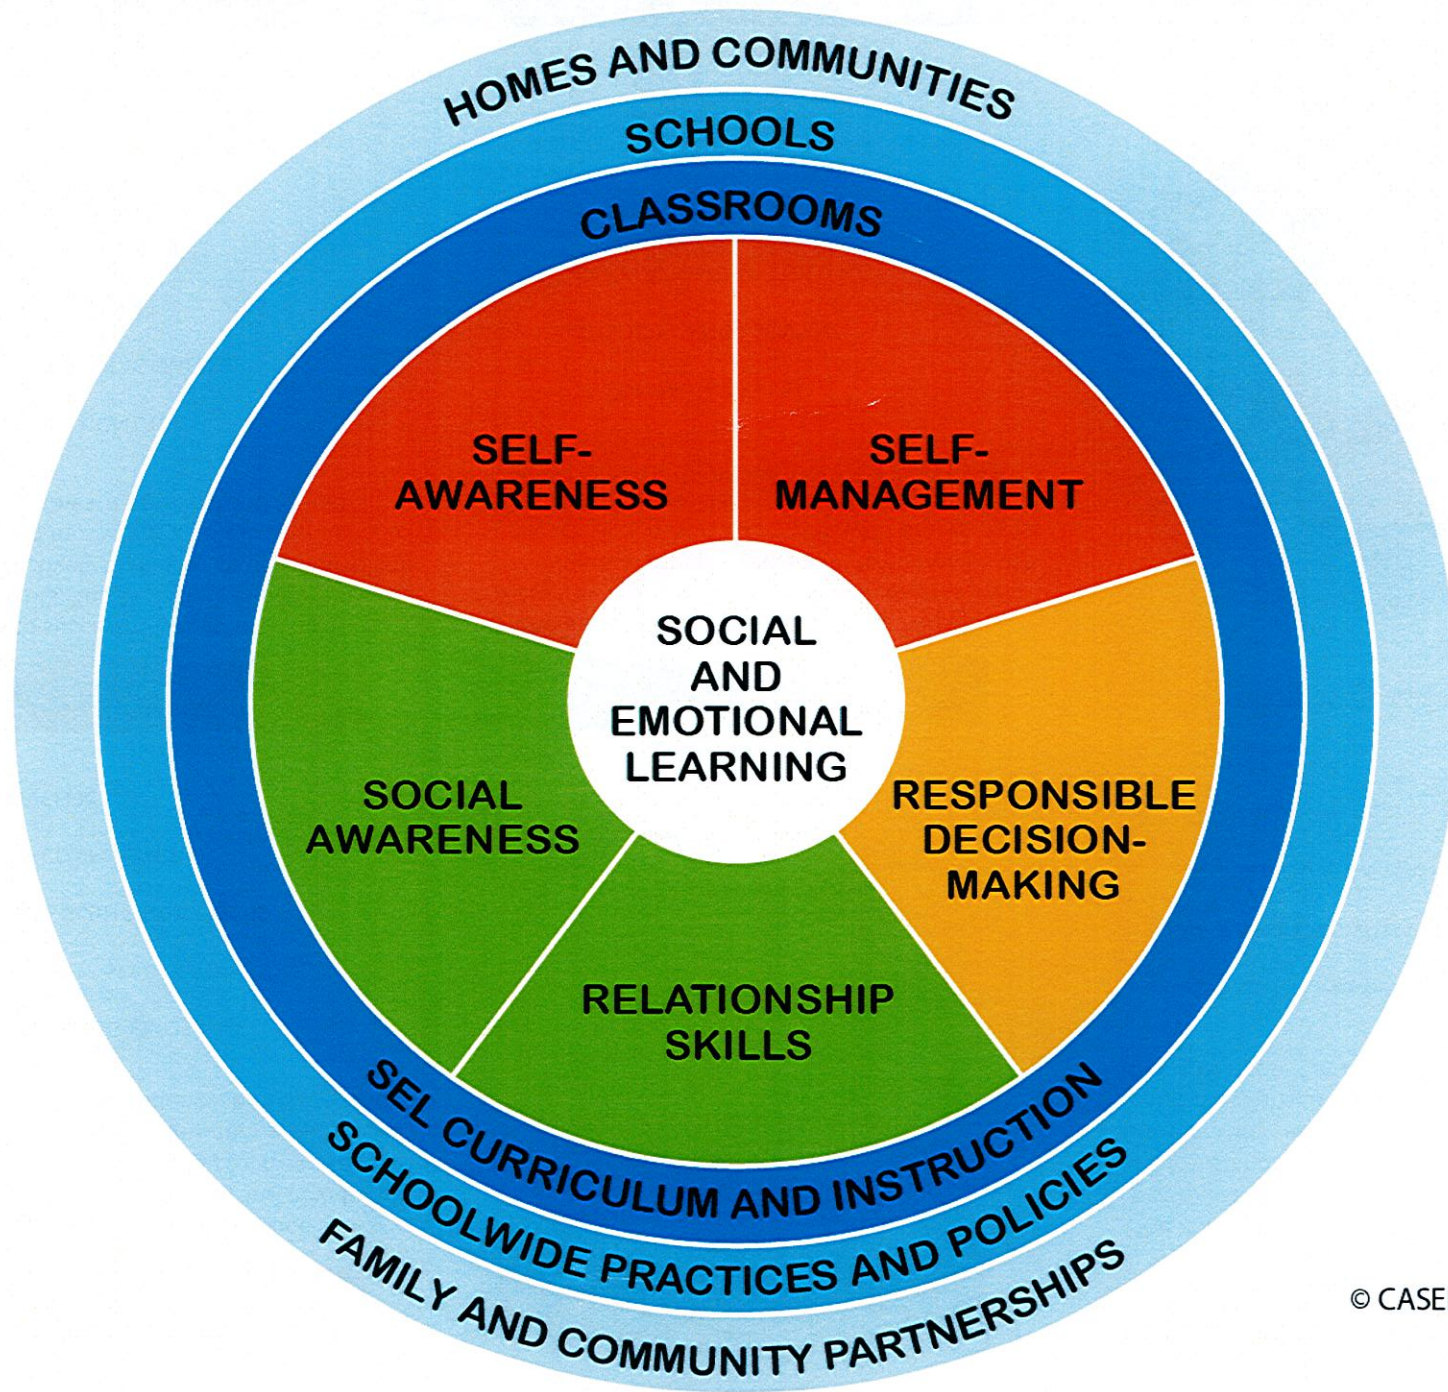 HOMES AND COMMUNITIES
SCHOOLS
CLASSROOMS
SELF-
AWARENESS
SELF-
MANAGEMENT
SOCIAL
AND
EMOTIONAL
LEARNING
SOCIAL
AWARENESS
RESPONSIBLE
DECISION-
MAKING
RELATIONSHIP
SKILLS
SEL CURRICULUM AND INSTRUCTION
SCHOOLWIDE PRACTICES AND POLICIES
FAMILY AND COMMUNITY PARTNERSHIPS
© CASE